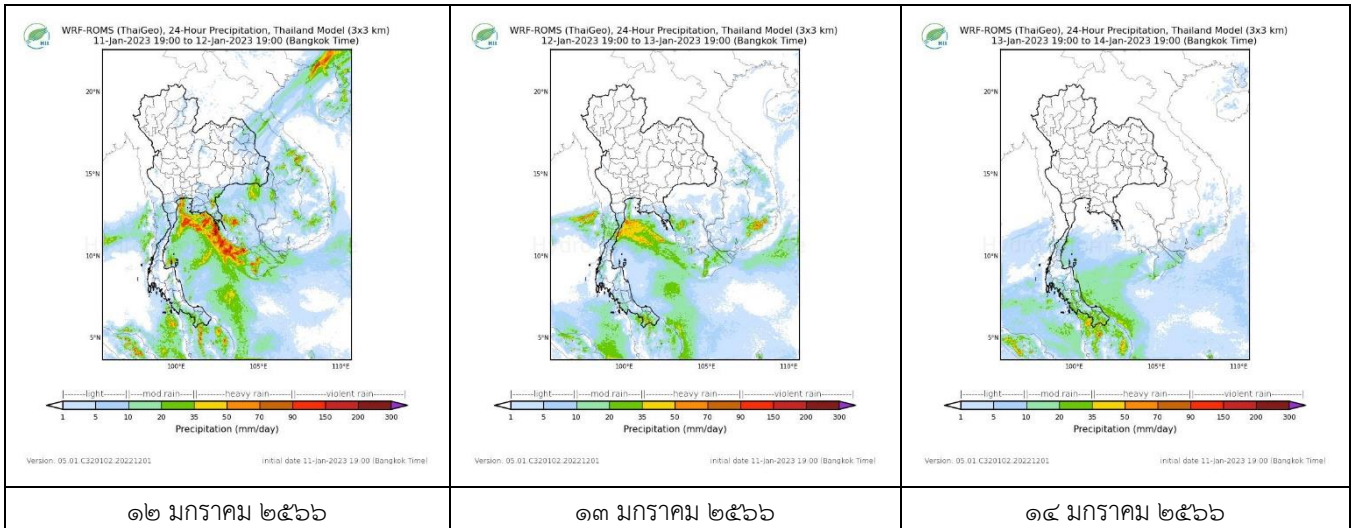 WRF-ROMS (ThaiGeo), 24-Hour Precipitation, Thailand Model (3x3 km)
11-Jan-2023 19:00 to 12-Jan-2023 19:00 (Bangkok Time)
20°N
15°N
10°N
5°N
100°E 105°E 110°E
|------light------||---mod rain---||------heavy rain------||------violent rain------|
1 5 10 20 35 50 70 90 150 200 300
Precipitation (mm/day)
Version: 05.01.C320102.20221201 initial date 11-Jan-2023 19:00 (Bangkok Time)
๑๒ มกราคม ๒๕๖๖
WRF-ROMS (ThaiGeo), 24-Hour Precipitation, Thailand Model (3x3 km)
12-Jan-2023 19:00 to 13-Jan-2023 19:00 (Bangkok Time)
20°N
15°N
10°N
5°N
100°E 105°E 110°E
|------light------||---mod rain---||------heavy rain------||------violent rain------|
1 5 10 20 35 50 70 90 150 200 300
Precipitation (mm/day)
Version: 05.01.C320102.20221201 initial date 11-Jan-2023 19:00 (Bangkok Time)
๑๓ มกราคม ๒๕๖๖
WRF-ROMS (ThaiGeo), 24-Hour Precipitation, Thailand Model (3x3 km)
13-Jan-2023 19:00 to 14-Jan-2023 19:00 (Bangkok Time)
20°N
15°N
10°N
5°N
100°E 105°E 110°E
|------light------||---mod rain---||------heavy rain------||------violent rain------|
1 5 10 20 35 50 70 90 150 200 300
Precipitation (mm/day)
Version: 05.01.C320102.20221201 initial date 11-Jan-2023 19:00 (Bangkok Time)
๑๔ มกราคม ๒๕๖๖